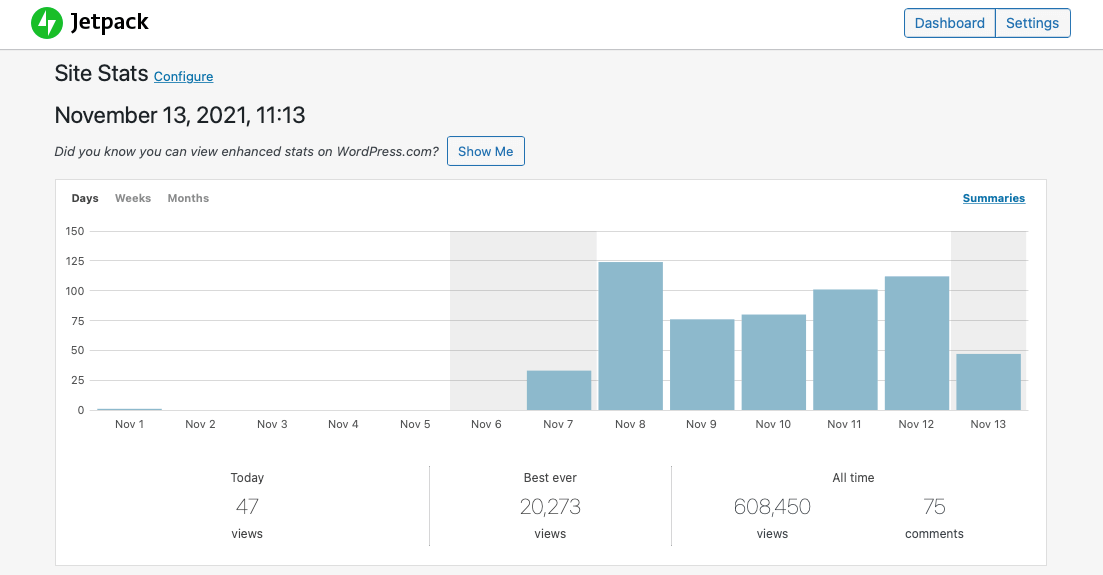 Jetpack
Dashboard Settings
Site Stats Configure
November 13, 2021, 11:13
Did you know you can view enhanced stats on WordPress.com? Show Me
Days Weeks Months Summaries
150
125
100
75
50
25
0
Nov 1 Nov 2 Nov 3 Nov 4 Nov 5 Nov 6 Nov 7 Nov 8 Nov 9 Nov 10 Nov 11 Nov 12 Nov 13
Today Best ever All time
47 20,273 608,450 75
views views views comments